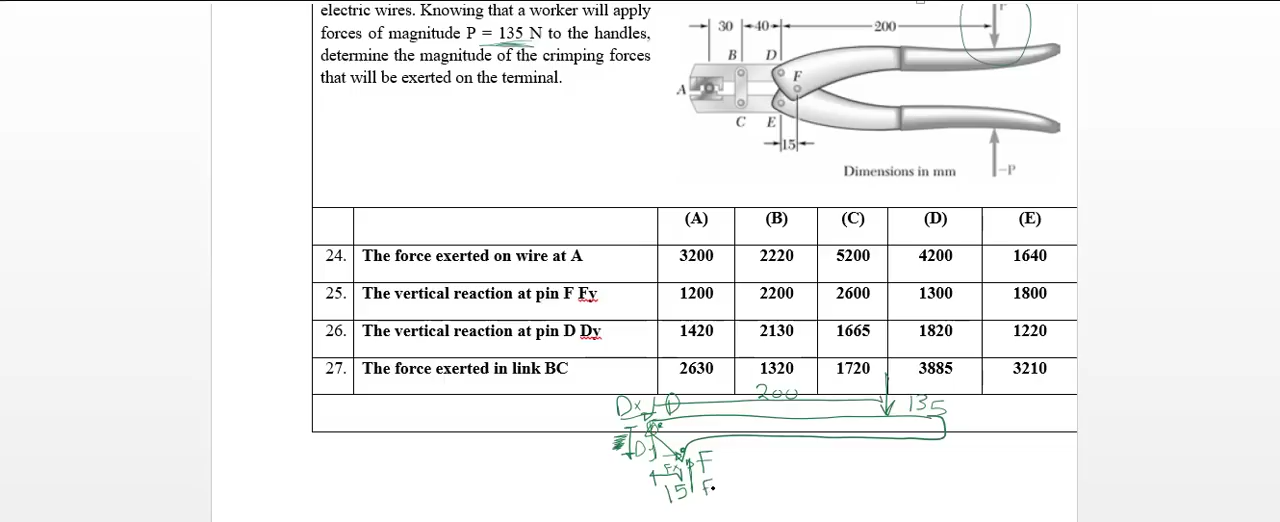 electric wires. Knowing that a worker will apply
forces of magnitude P = 135 N to the handles,
determine the magnitude of the crimping forces
that will be exerted on the terminal.
30 40 200
B D
F
A
C E
15
Dimensions in mm
-P
(A) (B) (C) (D) (E)
24. The force exerted on wire at A 3200 2220 5200 4200 1640
25. The vertical reaction at pin F Fy 1200 2200 2600 1300 1800
26. The vertical reaction at pin D Dy 1420 2130 1665 1820 1220
27. The force exerted in link BC 2630 1320 1720 3885 3210
200
Dx D 135
Dy F
Fx
15 F